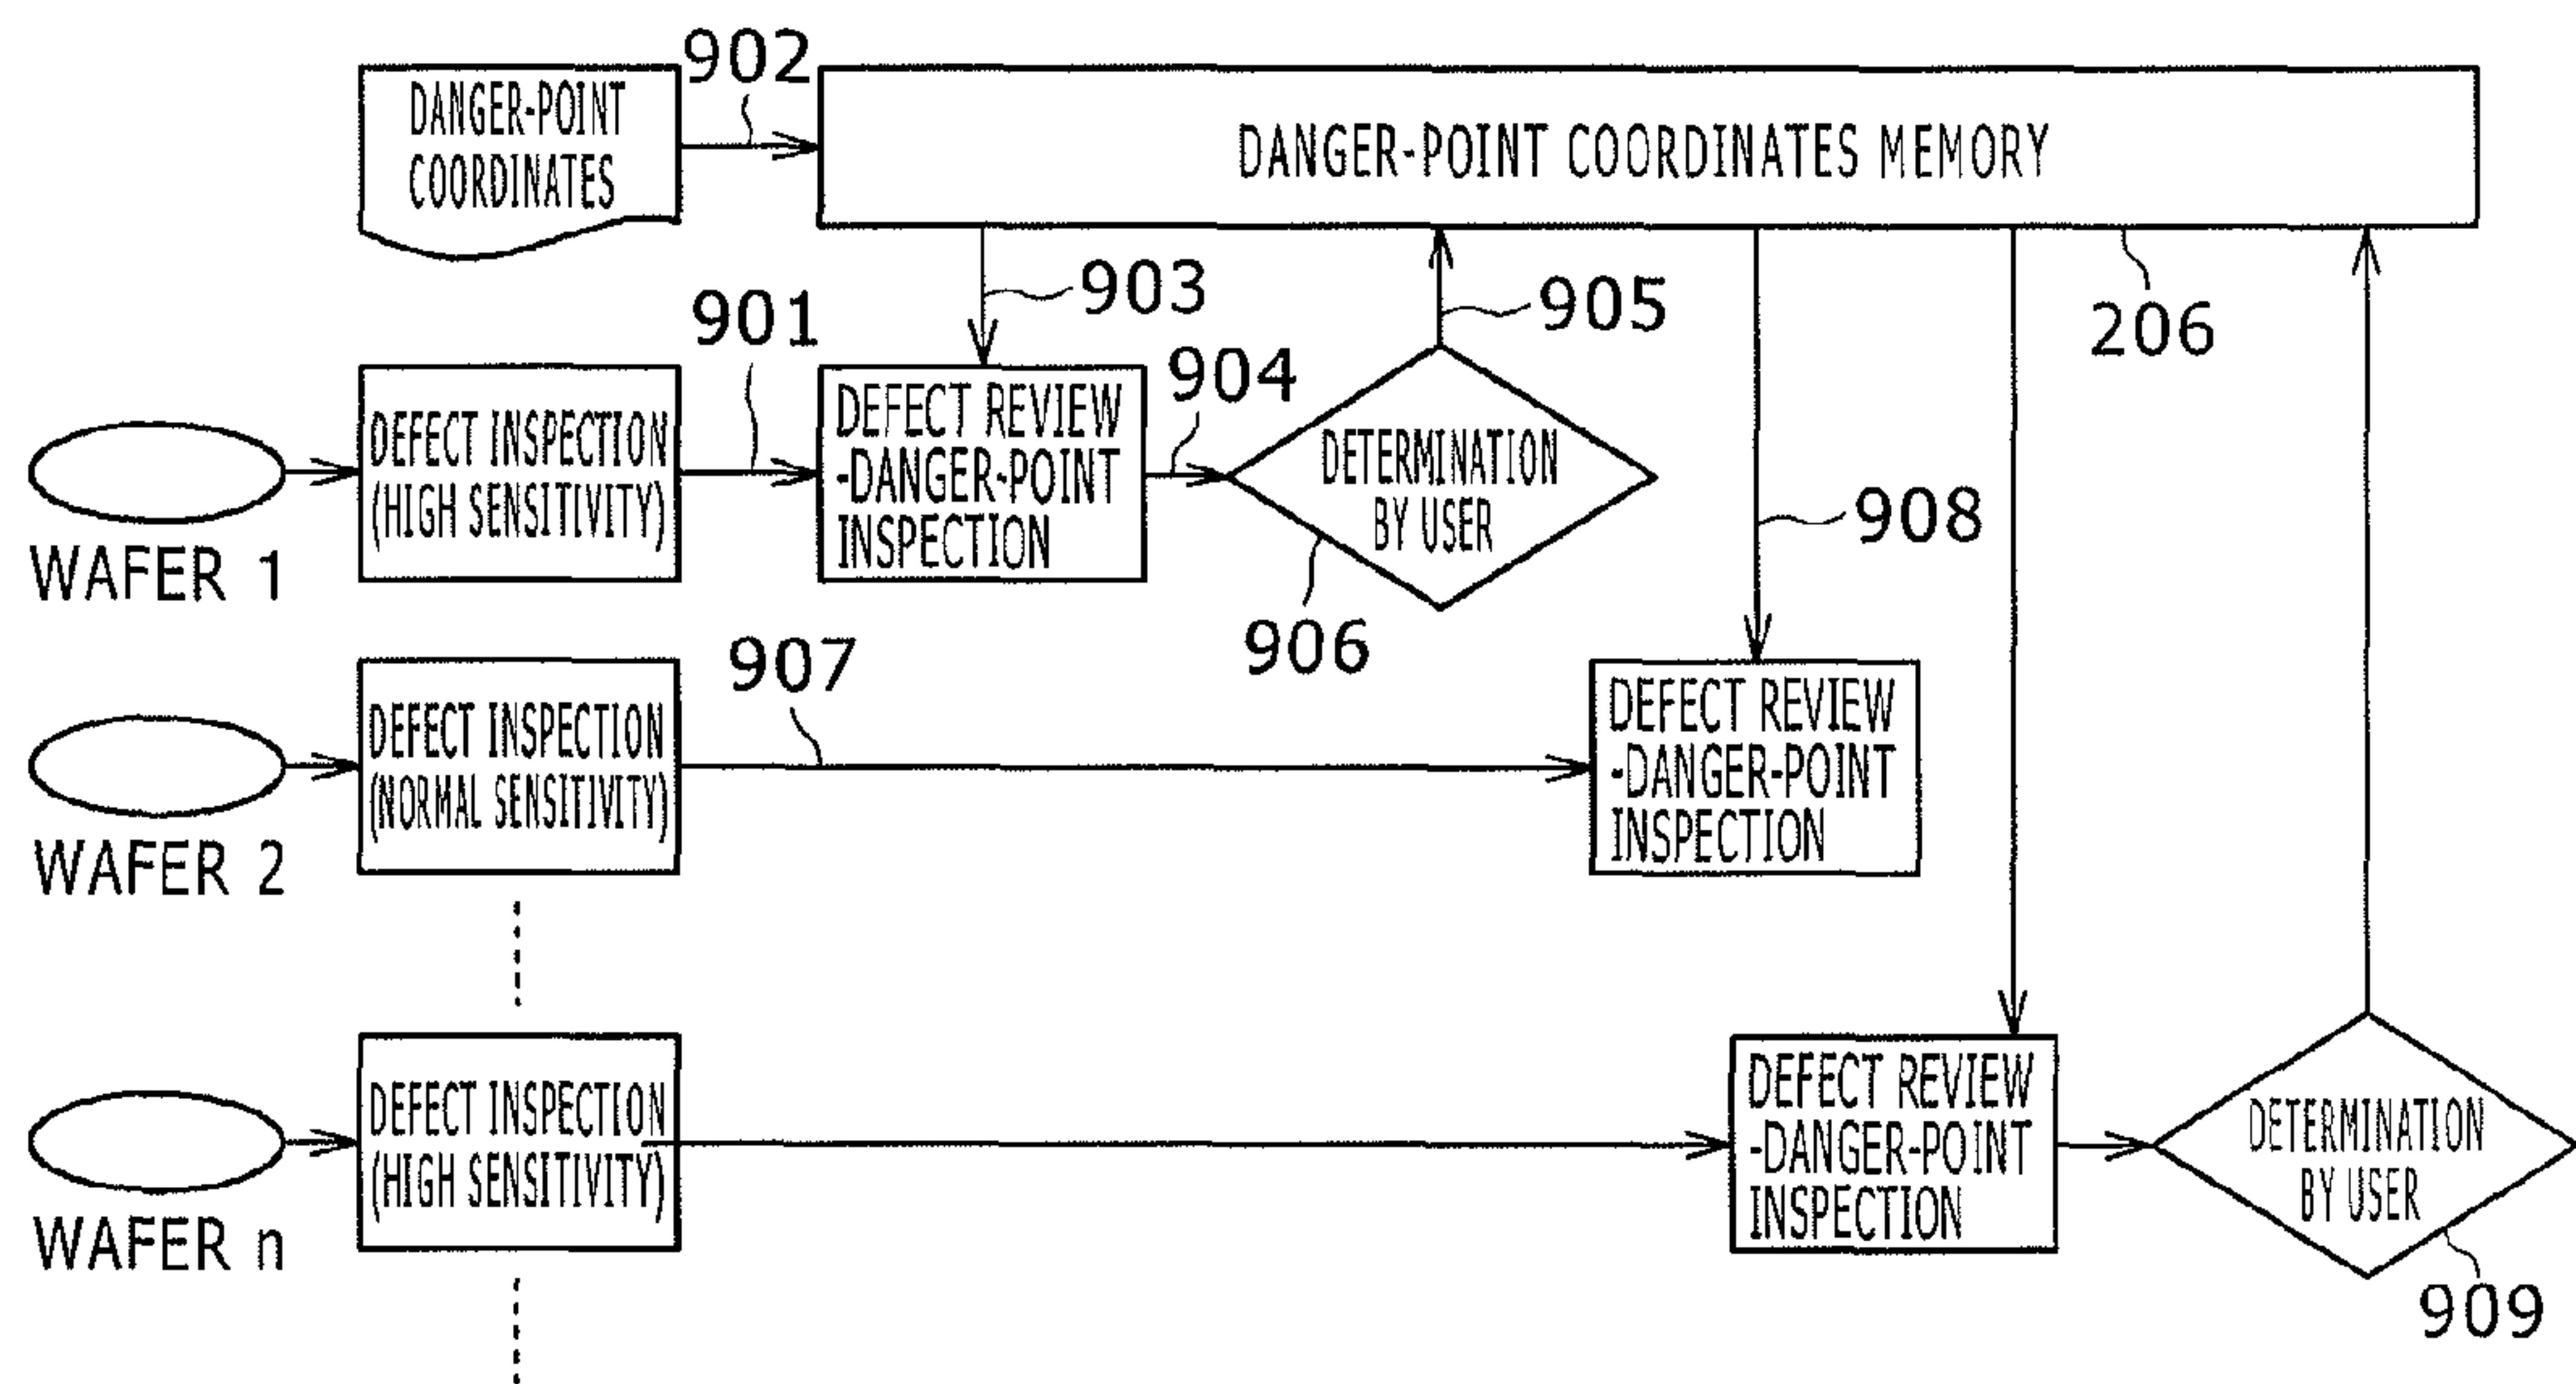 902
DANGER-POINT
COORDINATES
DANGER-POINT COORDINATES MEMORY
903
905
206
901
904
DEFECT INSPECTION
(HIGH SENSITIVITY)
DEFECT REVIEW
-DANGER-POINT
INSPECTION
DETERMINATION
BY USER
908
WAFER 1
906
907
DEFECT INSPECTION
(NORMAL SENSITIVITY)
DEFECT REVIEW
-DANGER-POINT
INSPECTION
WAFER 2
DEFECT INSPECTION
(HIGH SENSITIVITY)
DEFECT REVIEW
-DANGER-POINT
INSPECTION
DETERMINATION
BY USER
WAFER n
909